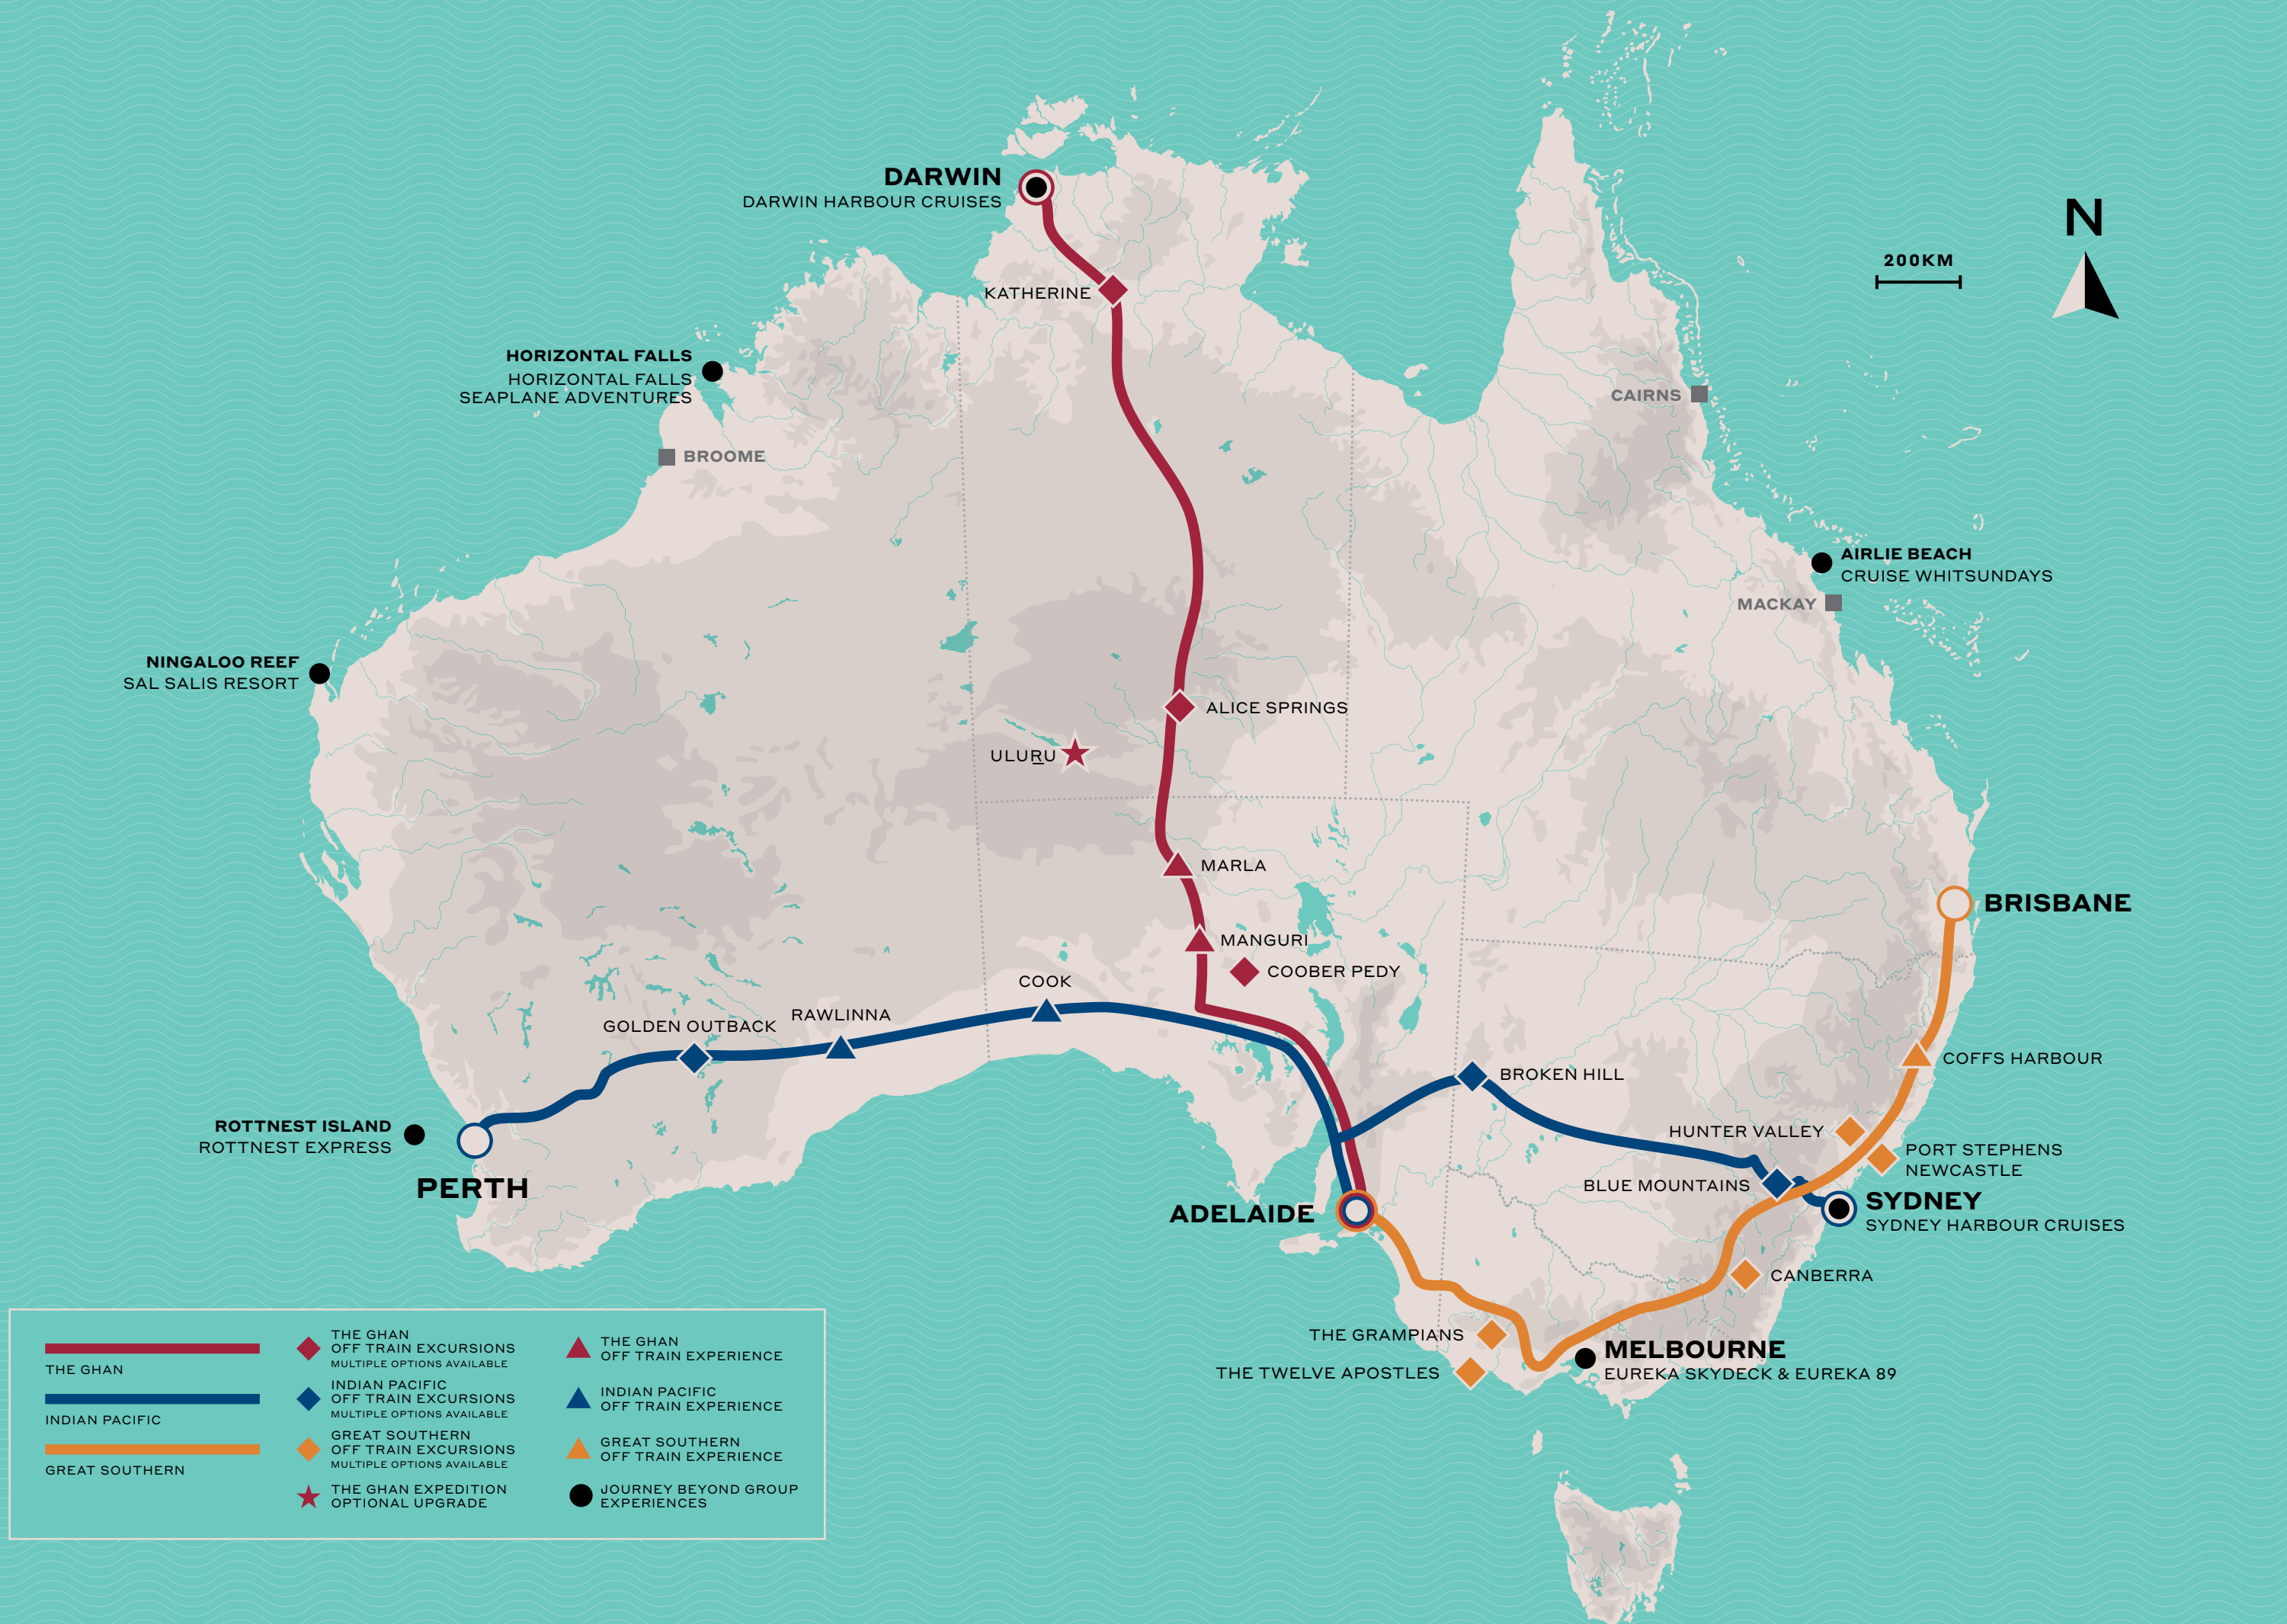 DARWIN
DARWIN HARBOUR CRUISES
N
200KM
KATHERINE
HORIZONTAL FALLS
HORIZONTAL FALLS
SEAPLANE ADVENTURES
CAIRNS
BROOME
AIRLIE BEACH
CRUISE WHITSUNDAYS
MACKAY
NINGALOO REEF
SAL SALIS RESORT
ALICE SPRINGS
ULUṞU
MARLA
BRISBANE
MANGURI
COOBER PEDY
COOK
RAWLINNA
GOLDEN OUTBACK
COFFS HARBOUR
BROKEN HILL
ROTTNEST ISLAND
ROTTNEST EXPRESS
HUNTER VALLEY
PORT STEPHENS
NEWCASTLE
PERTH
BLUE MOUNTAINS
SYDNEY
SYDNEY HARBOUR CRUISES
ADELAIDE
CANBERRA
THE GRAMPIANS
MELBOURNE
EUREKA SKYDECK & EUREKA 89
THE TWELVE APOSTLES
THE GHAN
INDIAN PACIFIC
GREAT SOUTHERN
THE GHAN
OFF TRAIN EXCURSIONS
MULTIPLE OPTIONS AVAILABLE
INDIAN PACIFIC
OFF TRAIN EXCURSIONS
MULTIPLE OPTIONS AVAILABLE
GREAT SOUTHERN
OFF TRAIN EXCURSIONS
MULTIPLE OPTIONS AVAILABLE
THE GHAN EXPEDITION
OPTIONAL UPGRADE
THE GHAN
OFF TRAIN EXPERIENCE
INDIAN PACIFIC
OFF TRAIN EXPERIENCE
GREAT SOUTHERN
OFF TRAIN EXPERIENCE
JOURNEY BEYOND GROUP
EXPERIENCES